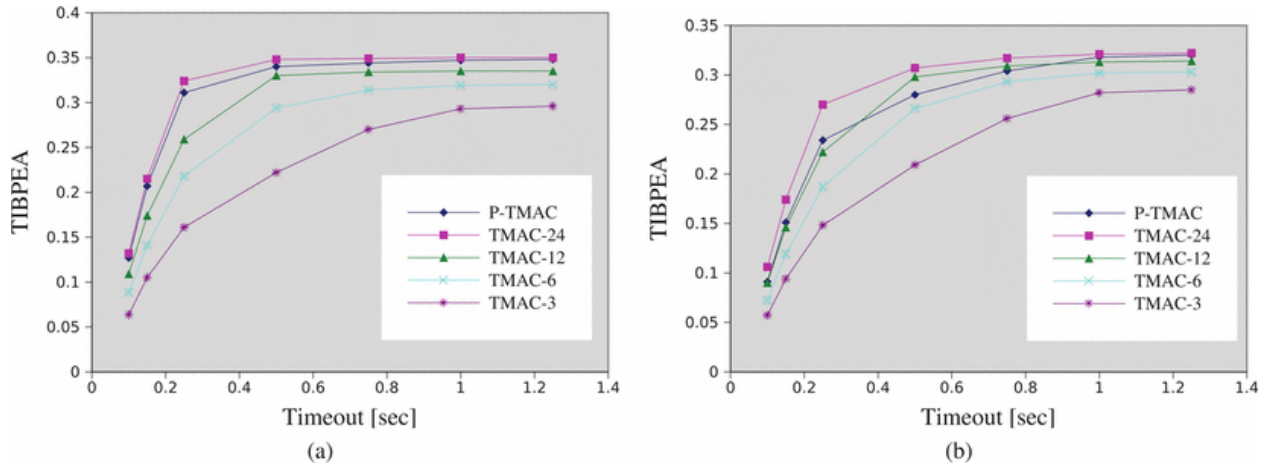 0.4
0.35
0.3
0.25
0.2
0.15
0.1
0.05
0
TIBPEA
P-TMAC
TMAC-24
TMAC-12
TMAC-6
TMAC-3
0 0.2 0.4 0.6 0.8 1 1.2 1.4
Timeout [sec]
(a)
0.35
0.3
0.25
0.2
0.15
0.1
0.05
0
TIBPEA
P-TMAC
TMAC-24
TMAC-12
TMAC-6
TMAC-3
0 0.2 0.4 0.6 0.8 1 1.2 1.4
Timeout [sec]
(b)